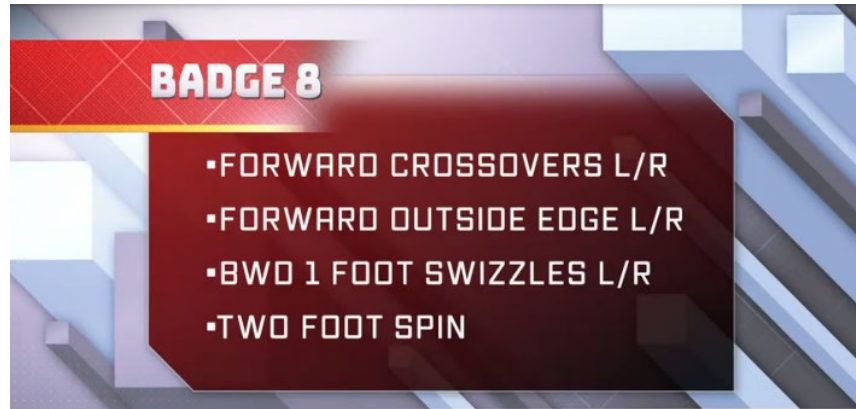 BADGE 8
▪FORWARD CROSSOVERS L/R
▪FORWARD OUTSIDE EDGE L/R
▪BWD 1 FOOT SWIZZLES L/R
▪TWO FOOT SPIN